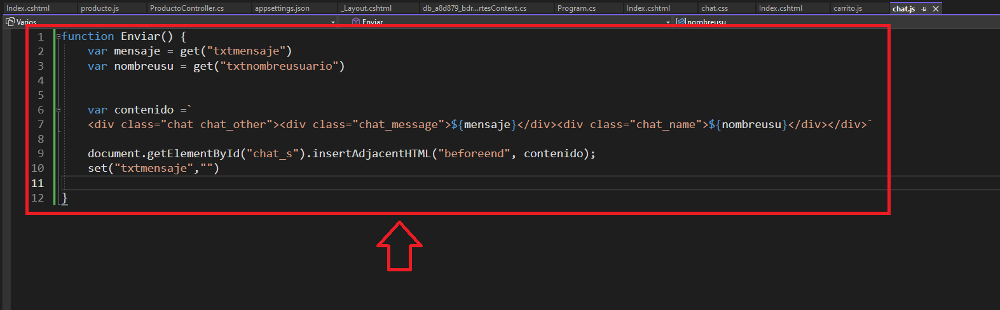 Index.cshtml producto.js ProductoController.cs appsettings.json _Layout.cshtml db_a8d879_bdr...rtesContext.cs Program.cs Index.cshtml chat.css Index.cshtml carrito.js chat.js
Varios Enviar nombreusu
1 function Enviar() {
2 var mensaje = get("txtmensaje")
3 var nombreusu = get("txtnombreusuario")
4
5
6 var contenido =`
7 <div class="chat chat_other"><div class="chat_message">${mensaje}</div><div class="chat_name">${nombreusu}</div></div>`
8
9 document.getElementById("chat_s").insertAdjacentHTML("beforeend", contenido);
10 set("txtmensaje","")
11
12 }